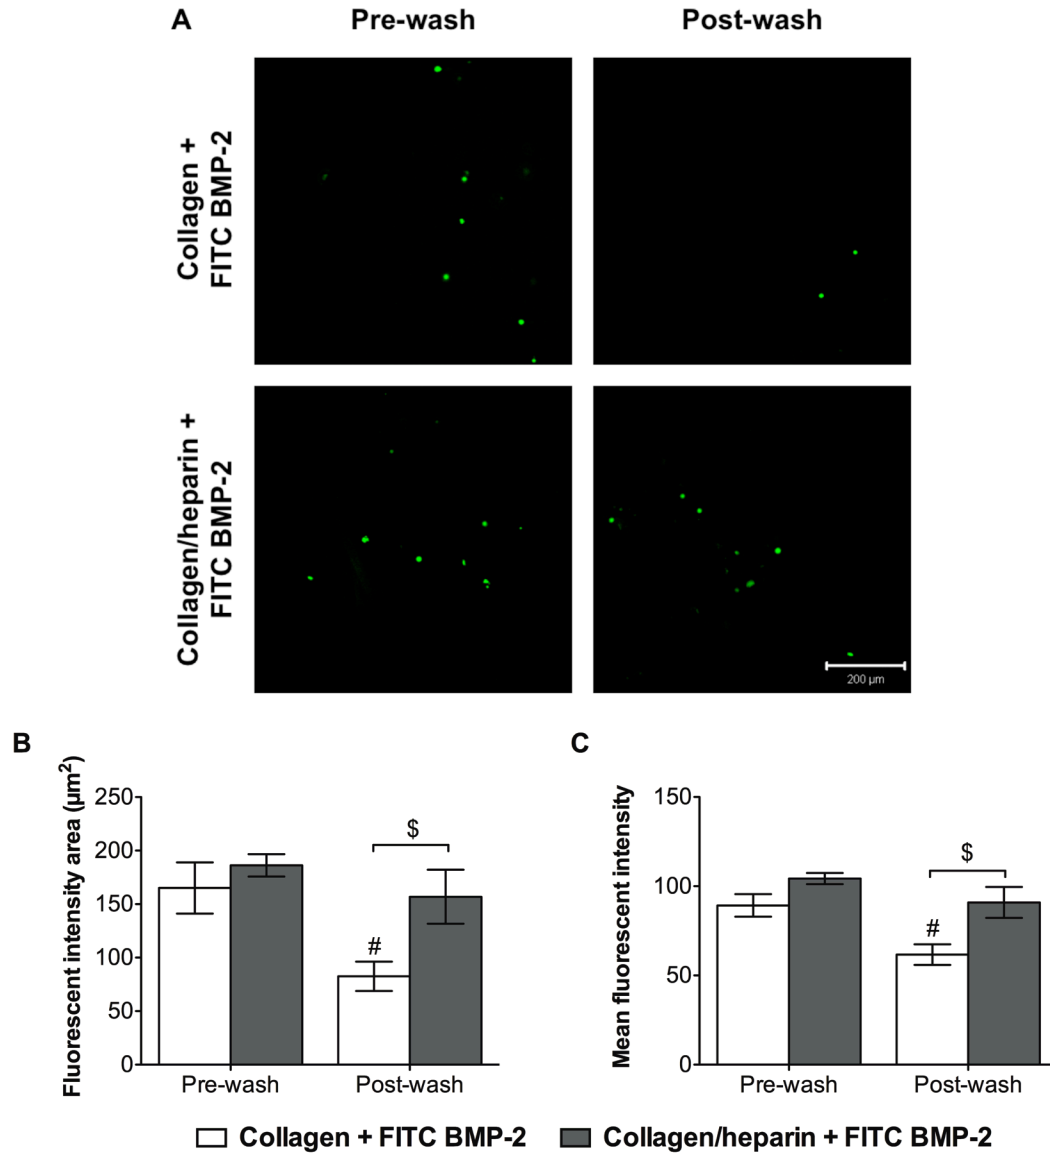 A
Pre-wash
Post-wash
Collagen +
FITC BMP-2
Collagen/heparin +
FITC BMP-2
200 µm
B
Fluorescent intensity area (µm²)
250
200
150
100
50
0
$
#
Pre-wash
Post-wash
C
Mean fluorescent intensity
150
100
50
0
$
#
Pre-wash
Post-wash
Collagen + FITC BMP-2
Collagen/heparin + FITC BMP-2